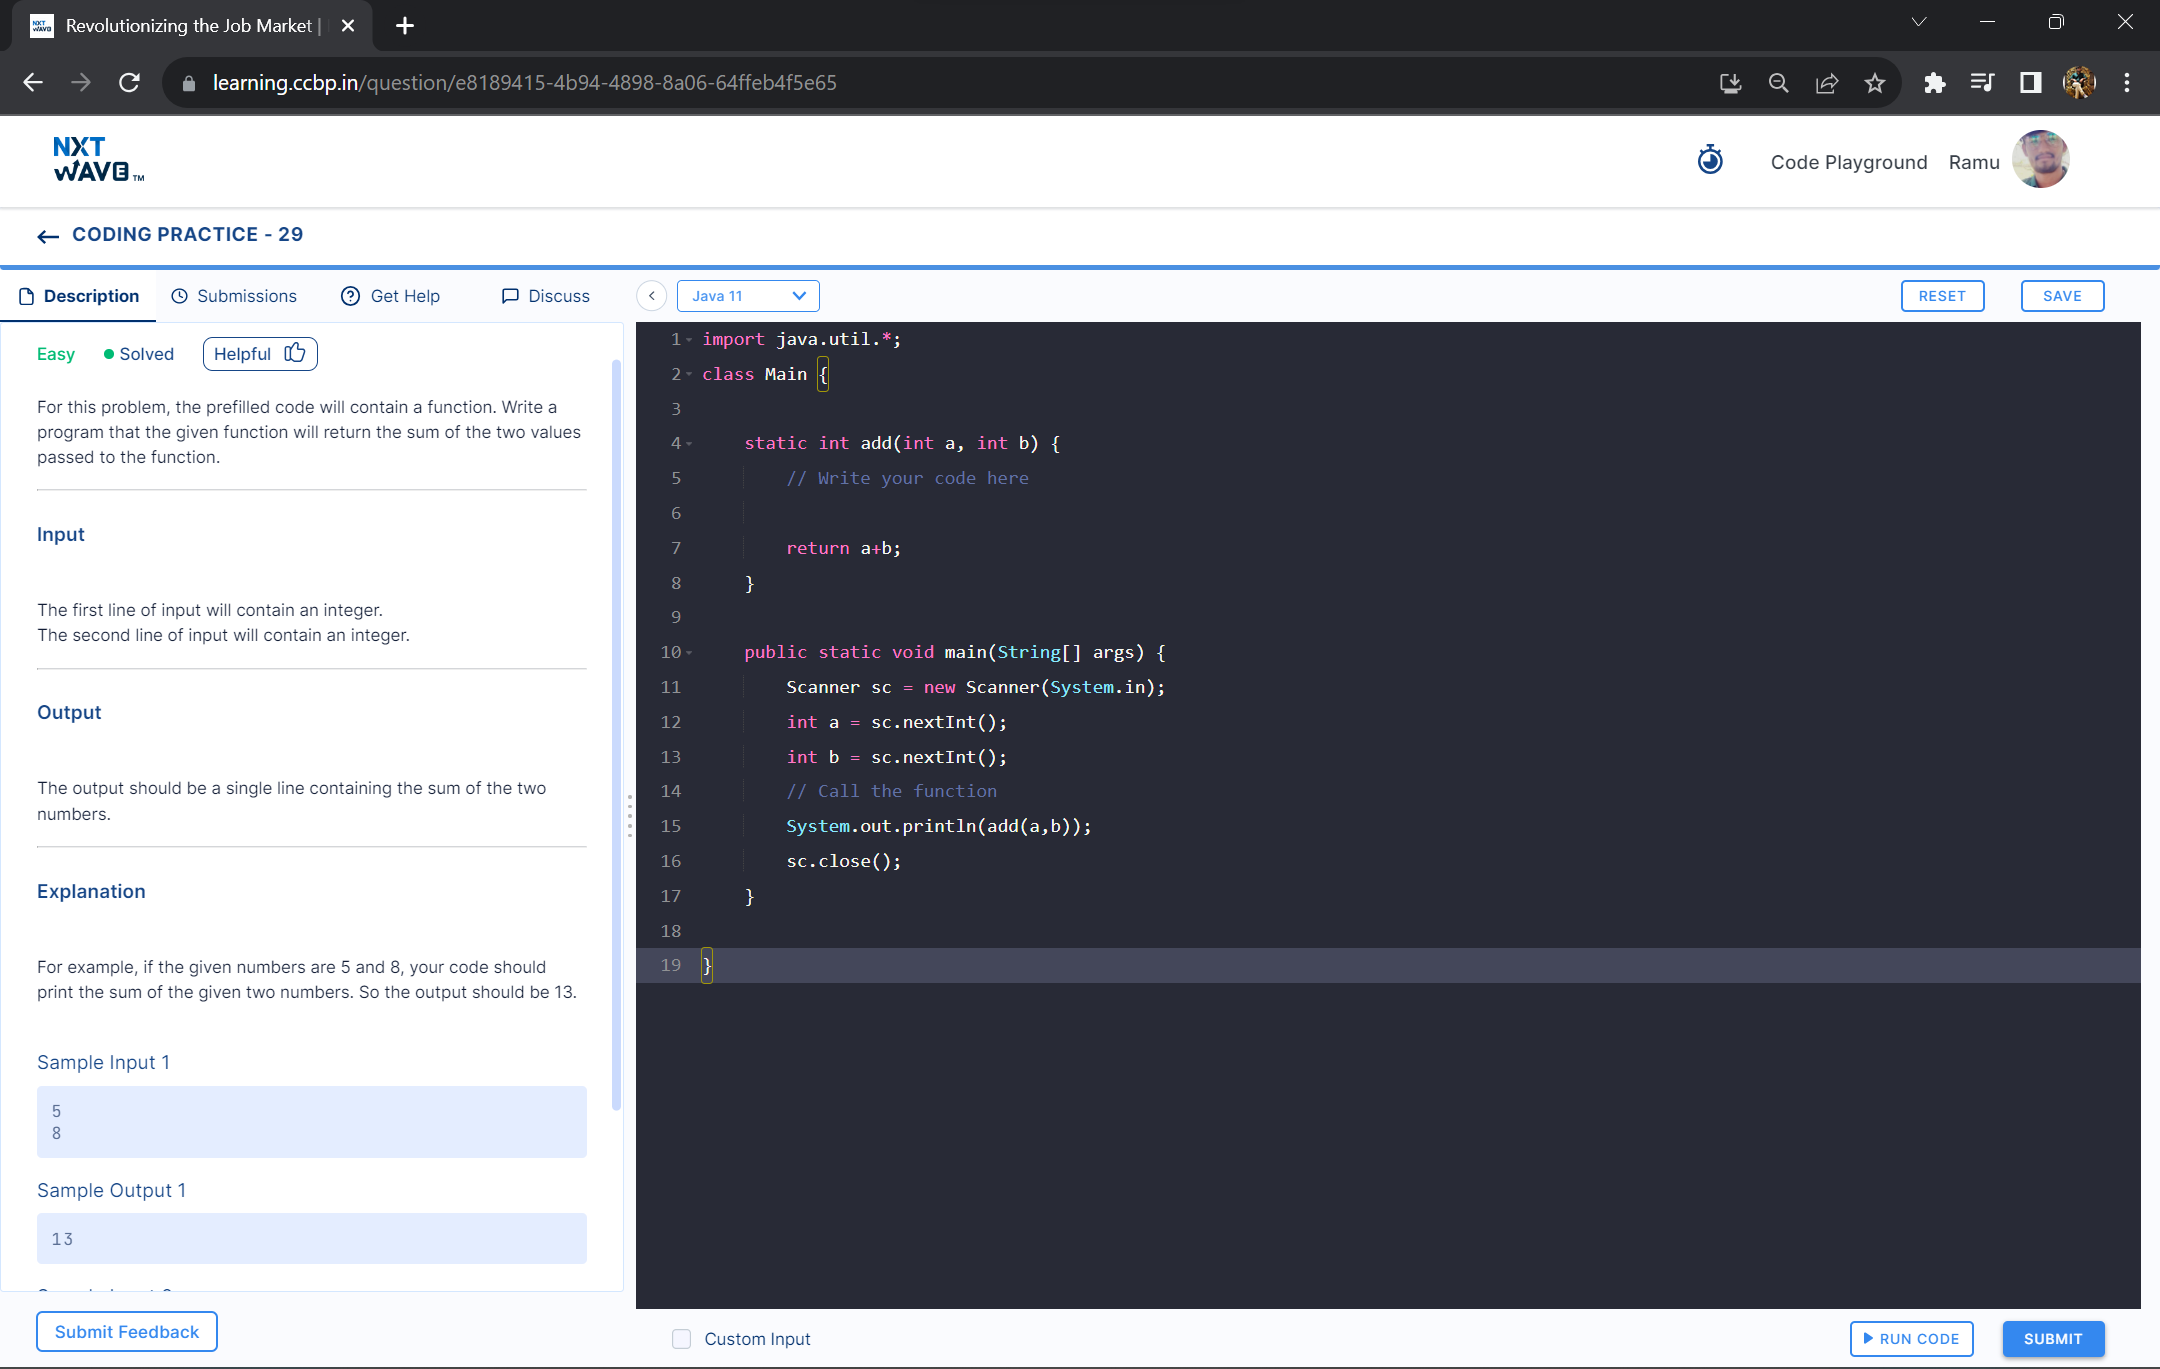 Revolutionizing the Job Market |
learning.ccbp.in/question/e8189415-4b94-4898-8a06-64ffeb4f5e65
NXT
WAVE TM
Code Playground
Ramu
CODING PRACTICE - 29
Description
Submissions
Get Help
Discuss
Java 11
RESET
SAVE
Easy
Solved
Helpful
For this problem, the prefilled code will contain a function. Write a
program that the given function will return the sum of the two values
passed to the function.
Input
The first line of input will contain an integer.
The second line of input will contain an integer.
Output
The output should be a single line containing the sum of the two
numbers.
Explanation
For example, if the given numbers are 5 and 8, your code should
print the sum of the given two numbers. So the output should be 13.
Sample Input 1
5
8
Sample Output 1
13
Submit Feedback
1 import java.util.*;
2 class Main {
3
4 static int add(int a, int b) {
5 // Write your code here
6
7 return a+b;
8 }
9
10 public static void main(String[] args) {
11 Scanner sc = new Scanner(System.in);
12 int a = sc.nextInt();
13 int b = sc.nextInt();
14 // Call the function
15 System.out.println(add(a,b));
16 sc.close();
17 }
18
19 }
Custom Input
RUN CODE
SUBMIT